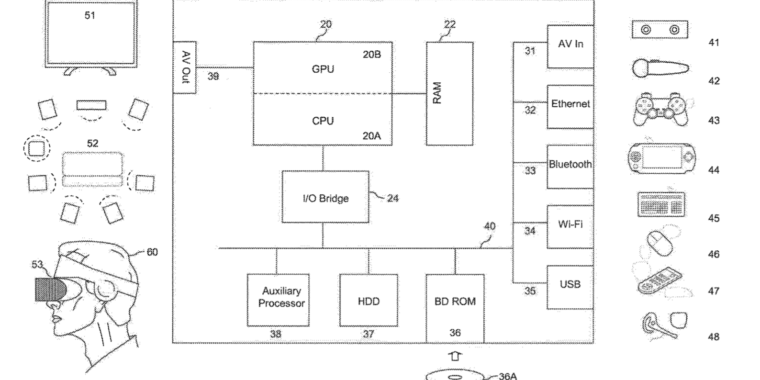 51
20
22
AV Out
39
GPU
20B
CPU
20A
RAM
31
AV In
32
Ethernet
33
Bluetooth
34
Wi-Fi
35
USB
41
42
43
44
45
46
47
48
52
I/O Bridge
24
40
53
60
Auxiliary
Processor
38
HDD
37
BD ROM
36
36A